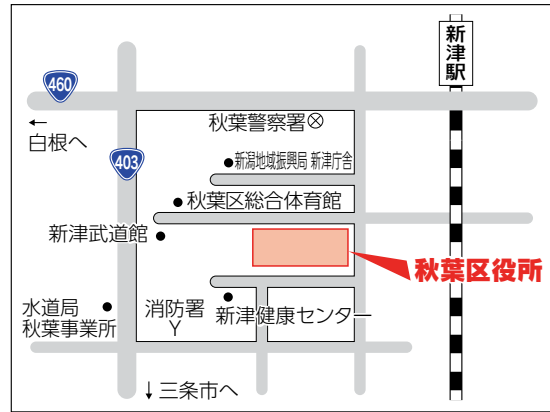 新津駅
460
←
白根へ
秋葉警察署
新潟地域振興局 新津庁舎
403
秋葉区総合体育館
新津武道館
秋葉区役所
水道局
秋葉事業所
消防署
Y
新津健康センター
↓三条市へ